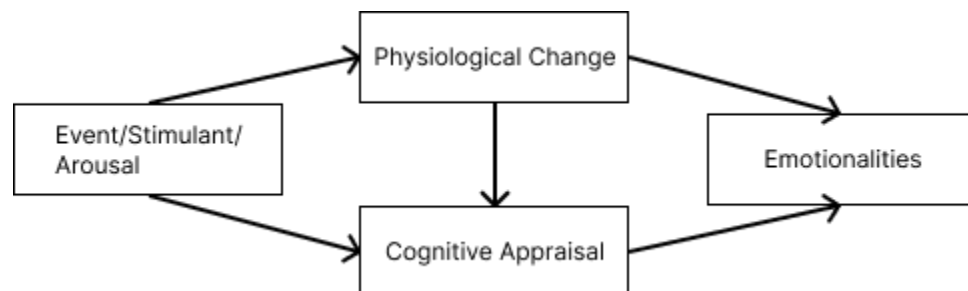 Physiological Change
Event/Stimulant/
Arousal
Emotionalities
Cognitive Appraisal